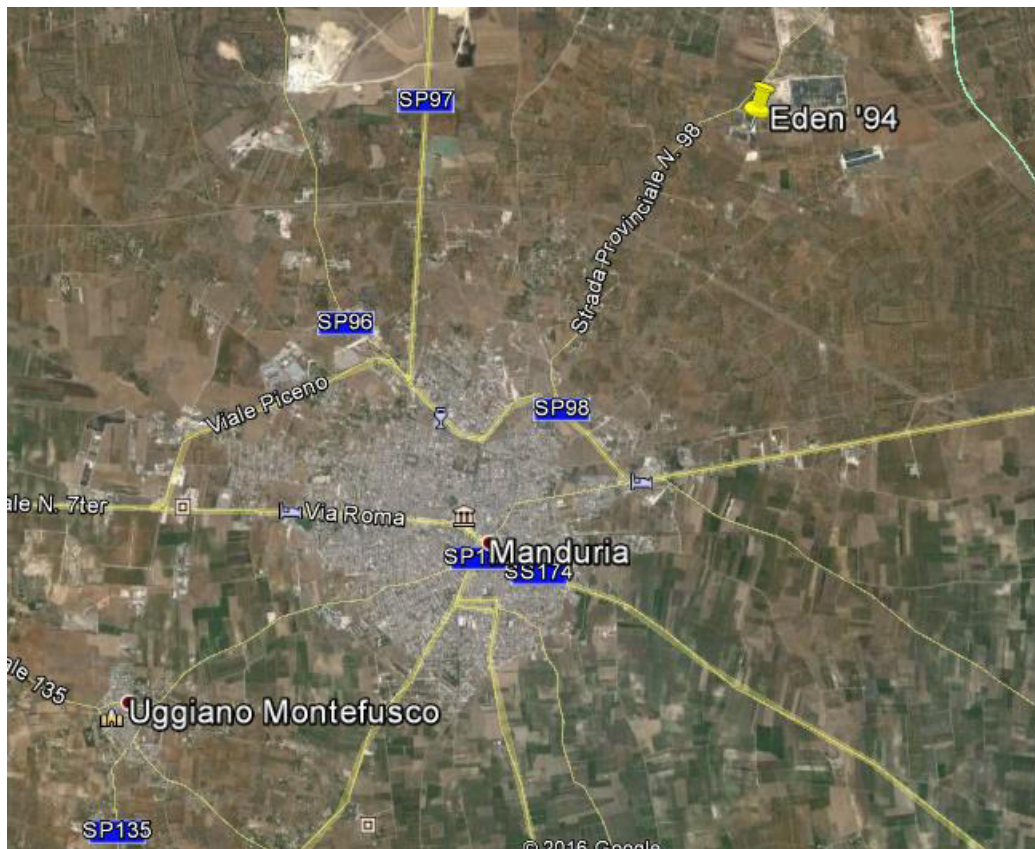 SP97
Eden '94
Strada Provinciale N. 98
SP96
Viale Piceno
SP98
ale N. 7ter
Via Roma
Manduria
SP1
SS174
ale 135
Uggiano Montefusco
SP135
© 2016 Google